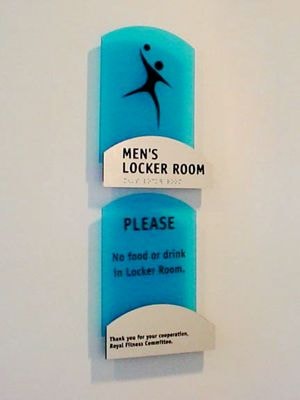 MEN'S
LOCKER ROOM
PLEASE
No food or drink
in Locker Room.
Thank you for your cooperation,
Royal Fitness Committee.